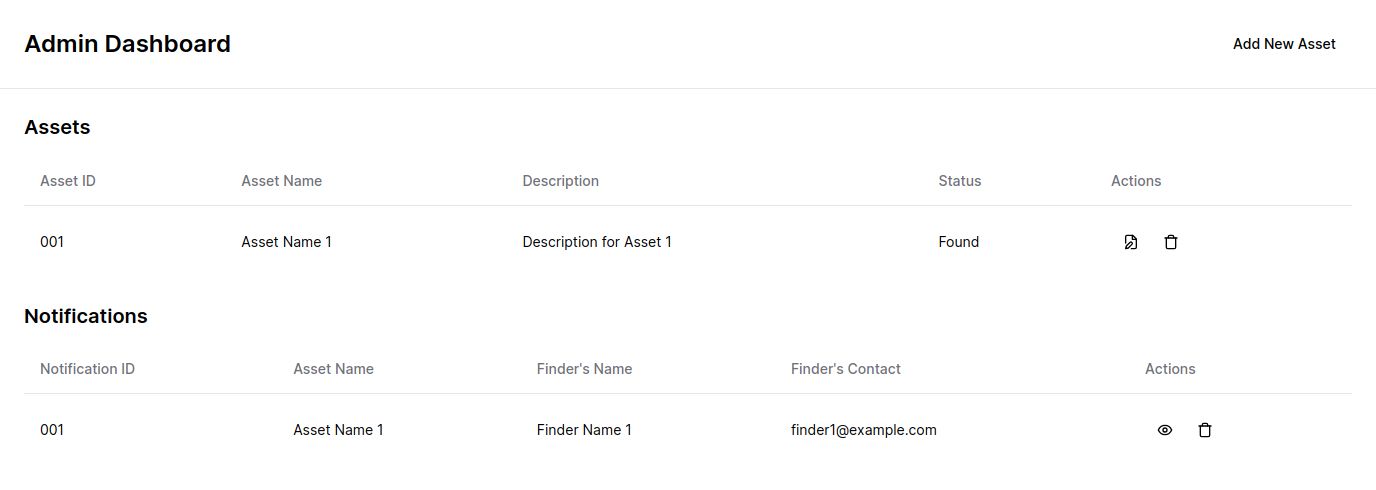 Admin Dashboard
Add New Asset
Assets
Asset ID Asset Name Description Status Actions
001 Asset Name 1 Description for Asset 1 Found
Notifications
Notification ID Asset Name Finder's Name Finder's Contact Actions
001 Asset Name 1 Finder Name 1 finder1@example.com